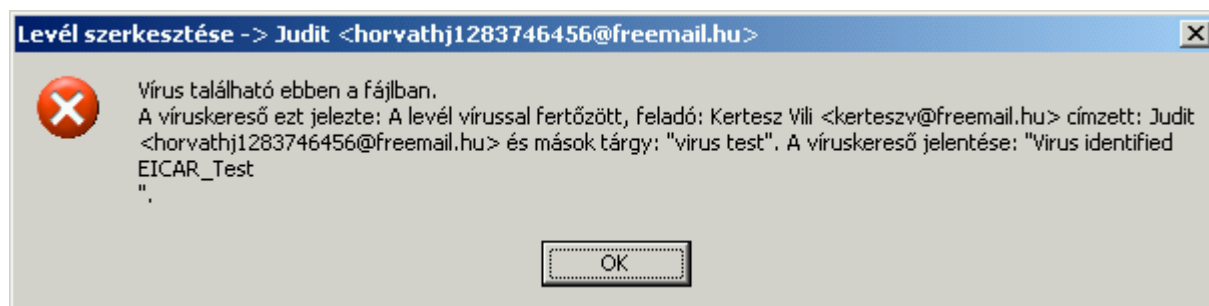 Levél szerkesztése -> Judit <horvathj1283746456@freemail.hu>
Vírus található ebben a fájlban.
A víruskereső ezt jelezte: A levél vírussal fertőzött, feladó: Kertesz Vili <kerteszv@freemail.hu> címzett: Judit
<horvathj1283746456@freemail.hu> és mások tárgy: "virus test". A víruskereső jelentése: "Virus identified
EICAR_Test
".
OK